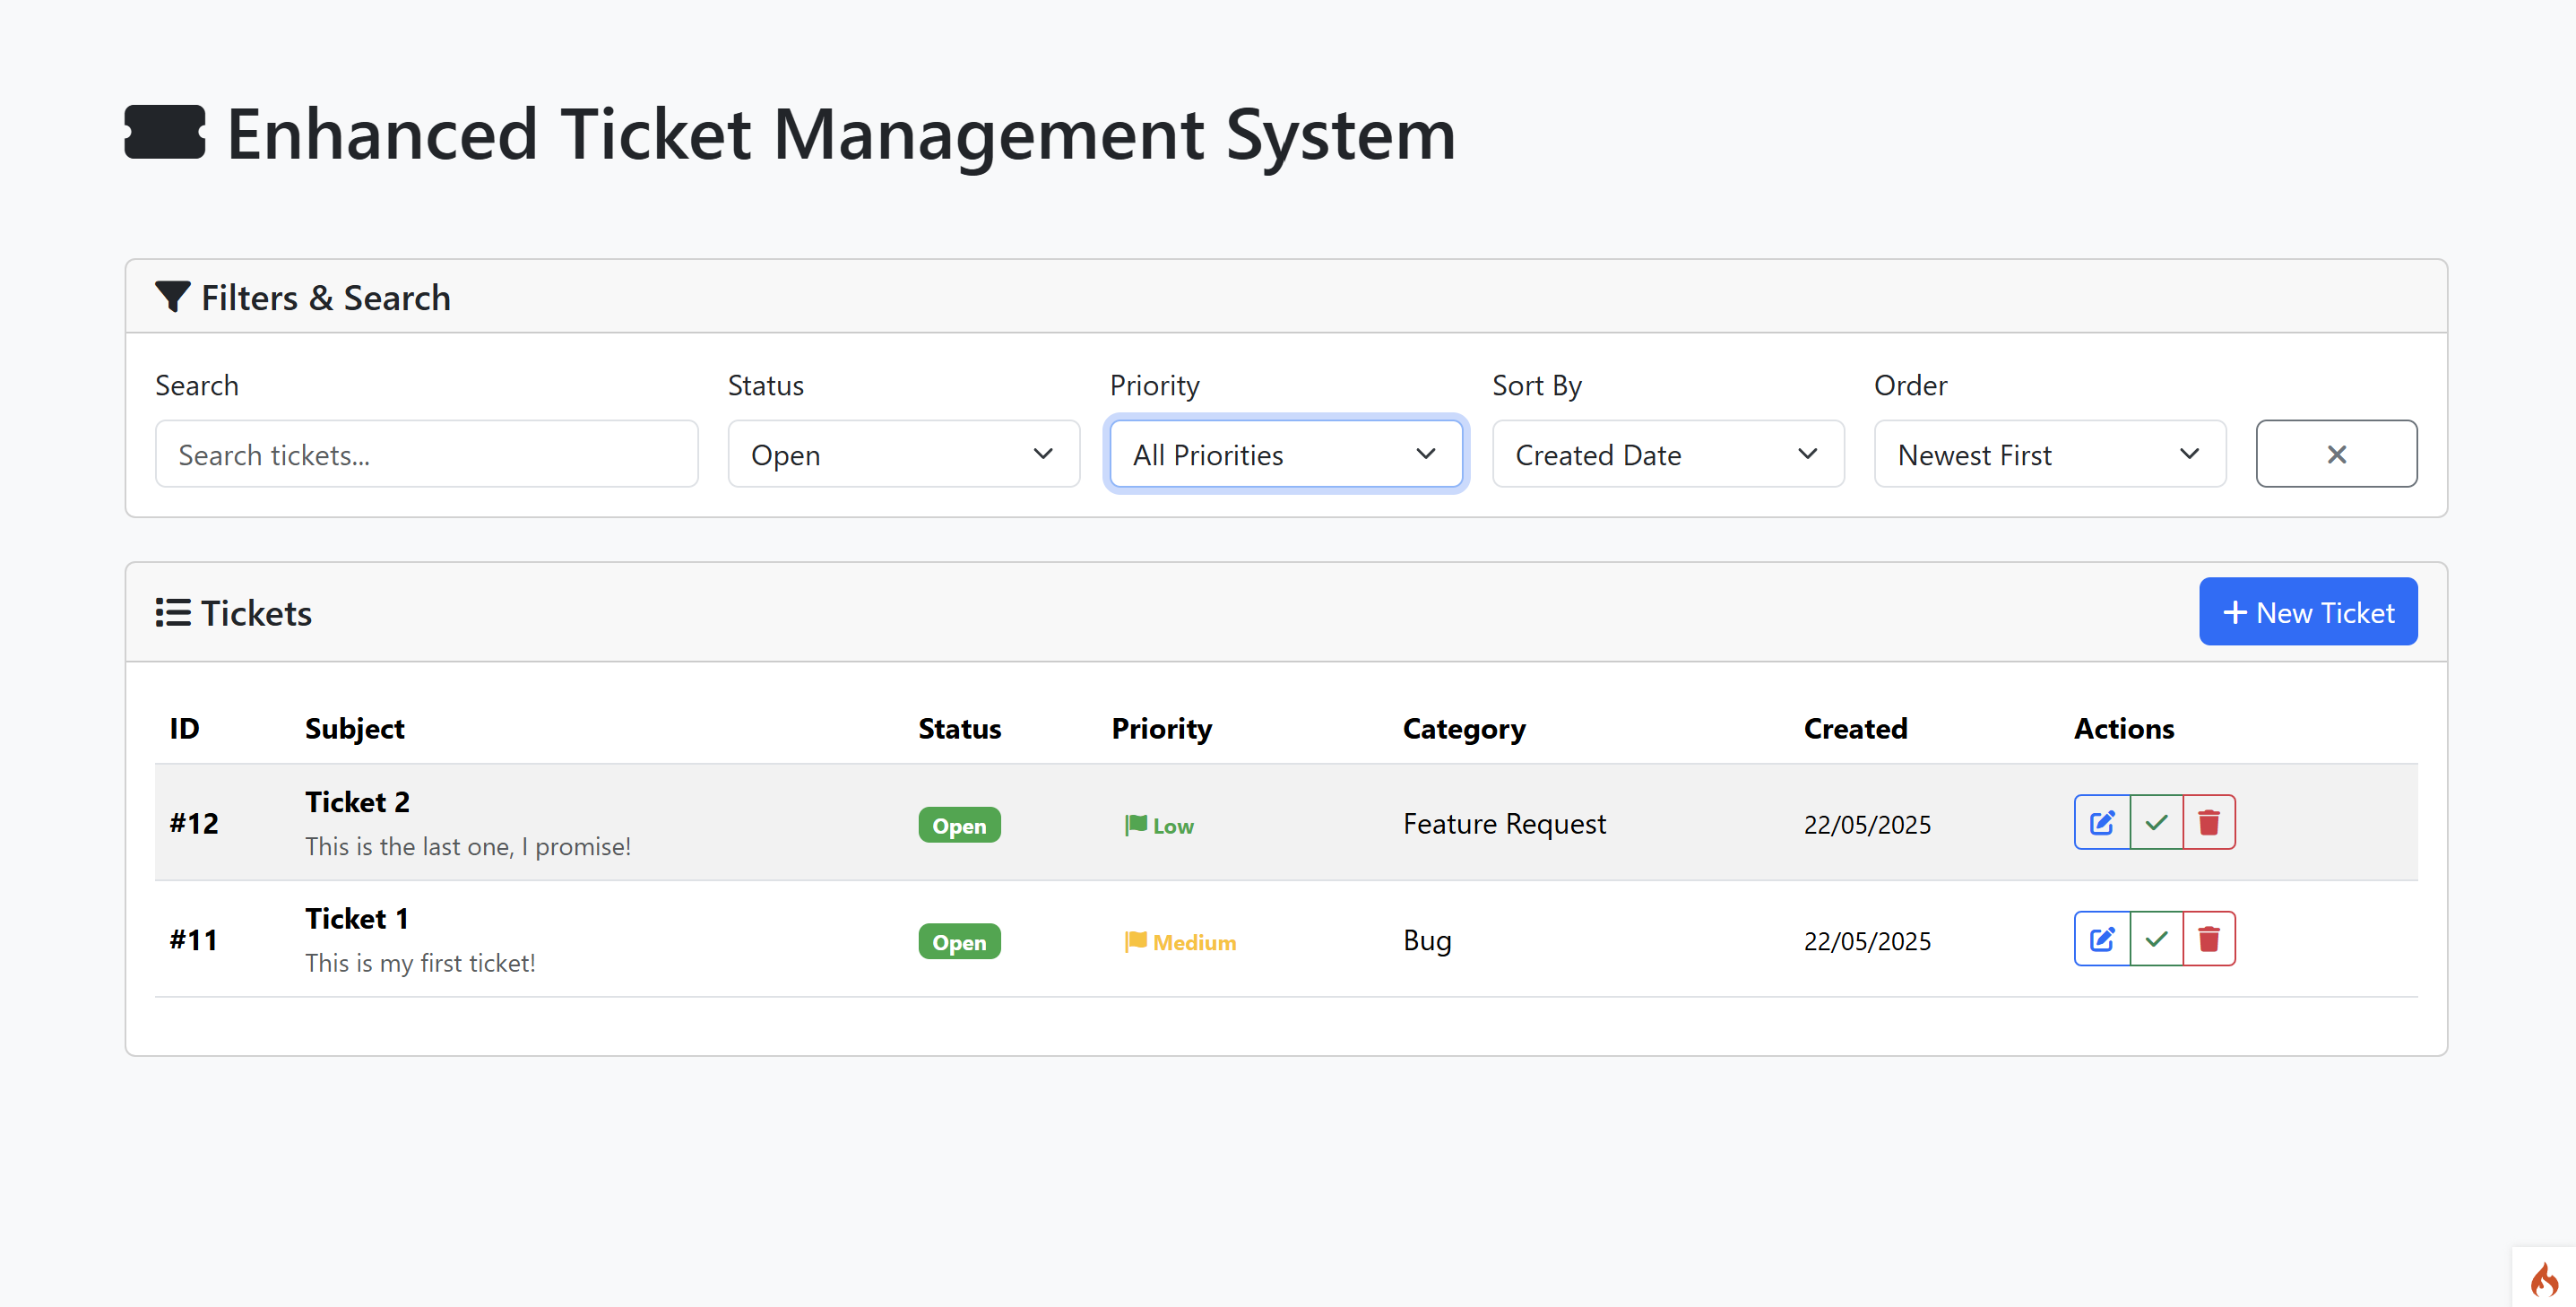 Enhanced Ticket Management System
Filters & Search
Search Status Priority Sort By Order
Search tickets... Open All Priorities Created Date Newest First
Tickets New Ticket
ID Subject Status Priority Category Created Actions
#12 Ticket 2 Open Low Feature Request 22/05/2025
This is the last one, I promise!
#11 Ticket 1 Open Medium Bug 22/05/2025
This is my first ticket!